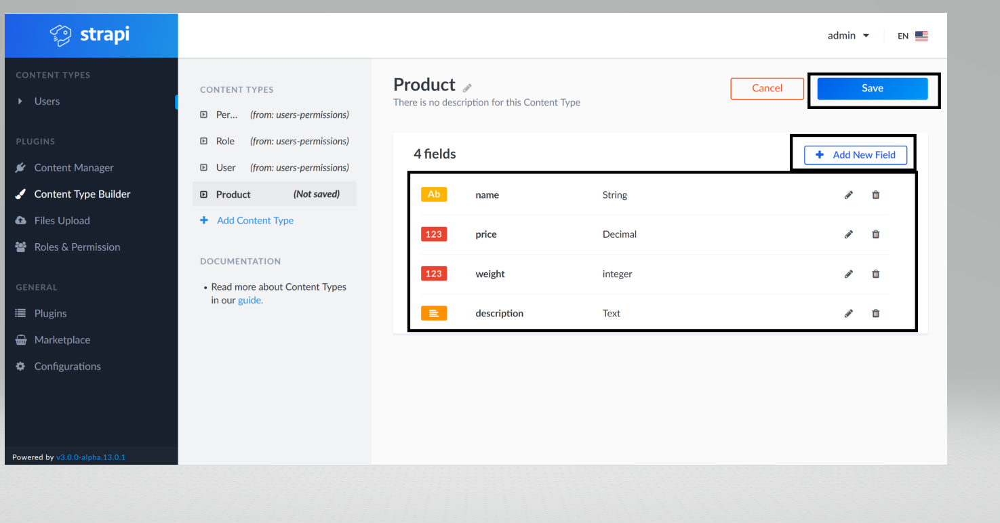 strapi
admin
EN
CONTENT TYPES
Users
PLUGINS
Content Manager
Content Type Builder
Files Upload
Roles & Permission
GENERAL
Plugins
Marketplace
Configurations
Powered by v3.0.0-alpha.13.0.1
CONTENT TYPES
Per... (from: users-permissions)
Role (from: users-permissions)
User (from: users-permissions)
Product (Not saved)
+ Add Content Type
DOCUMENTATION
• Read more about Content Types
in our guide.
Product
There is no description for this Content Type
Cancel
Save
4 fields
+ Add New Field
Ab name String
123 price Decimal
123 weight integer
description Text